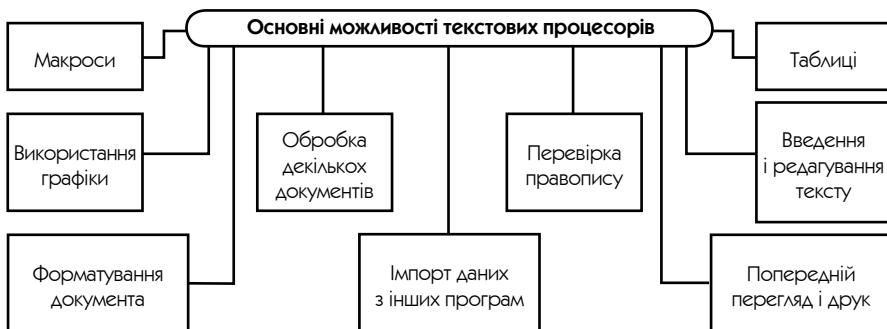 Основні можливості текстових процесорів
Макроси
Таблиці
Використання
графіки
Обробка
декількох
документів
Перевірка
правопису
Введення
і редагування
тексту
Форматування
документа
Імпорт даних
з інших програм
Попередній
перегляд і друк